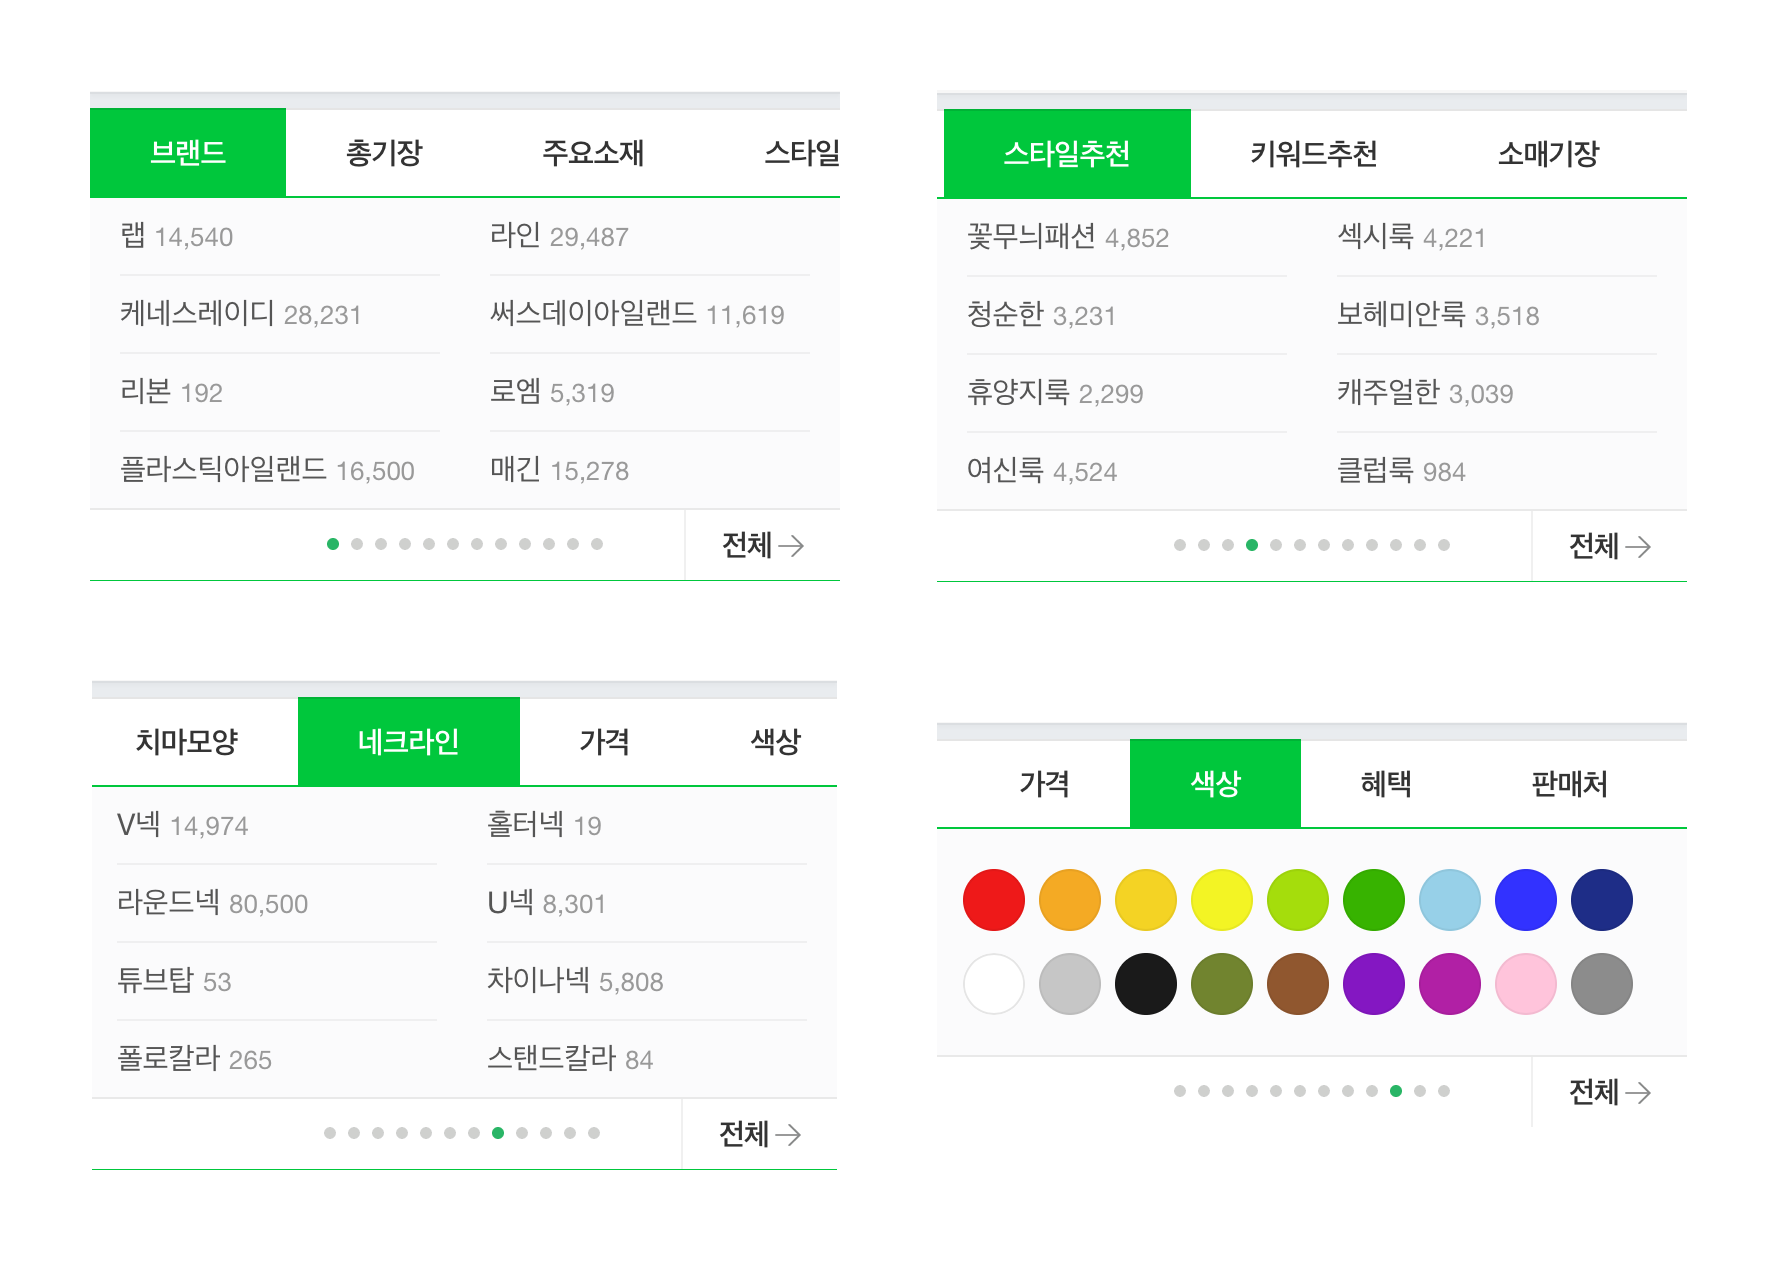 브랜드 총기장 주요소재 스타일
랩 14,540 라인 29,487
케네스레이디 28,231 써스데이아일랜드 11,619
리본 192 로엠 5,319
플라스틱아일랜드 16,500 매긴 15,278
전체
스타일추천 키워드추천 소매기장
꽃무늬패션 4,852 섹시룩 4,221
청순한 3,231 보헤미안룩 3,518
휴양지룩 2,299 캐주얼한 3,039
여신룩 4,524 클럽룩 984
전체
치마모양 네크라인 가격 색상
V넥 14,974 홀터넥 19
라운드넥 80,500 U넥 8,301
튜브탑 53 차이나넥 5,808
폴로칼라 265 스탠드칼라 84
전체
가격 색상 혜택 판매처
전체